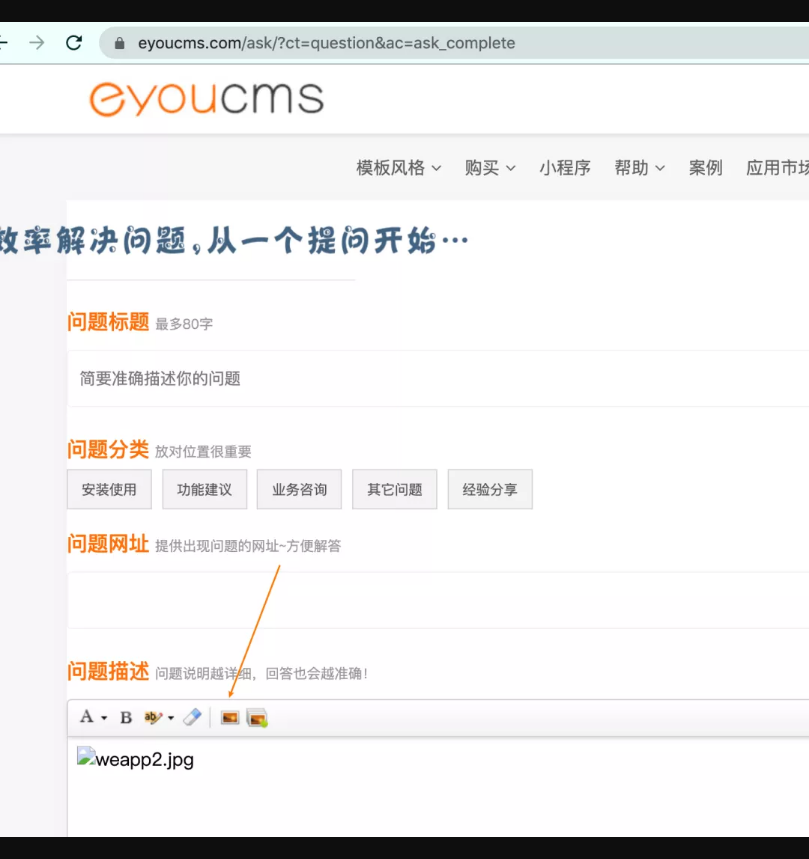 eyoucms.com/ask/?ct=question&ac=ask_complete
eyoucms
模板风格 购买 小程序 帮助 案例 应用市场
效率解决问题,从一个提问开始…
问题标题 最多80字
简要准确描述你的问题
问题分类 放对位置很重要
安装使用 功能建议 业务咨询 其它问题 经验分享
问题网址 提供出现问题的网址~方便解答
问题描述 问题说明越详细，回答也会越准确！
A B ab
weapp2.jpg